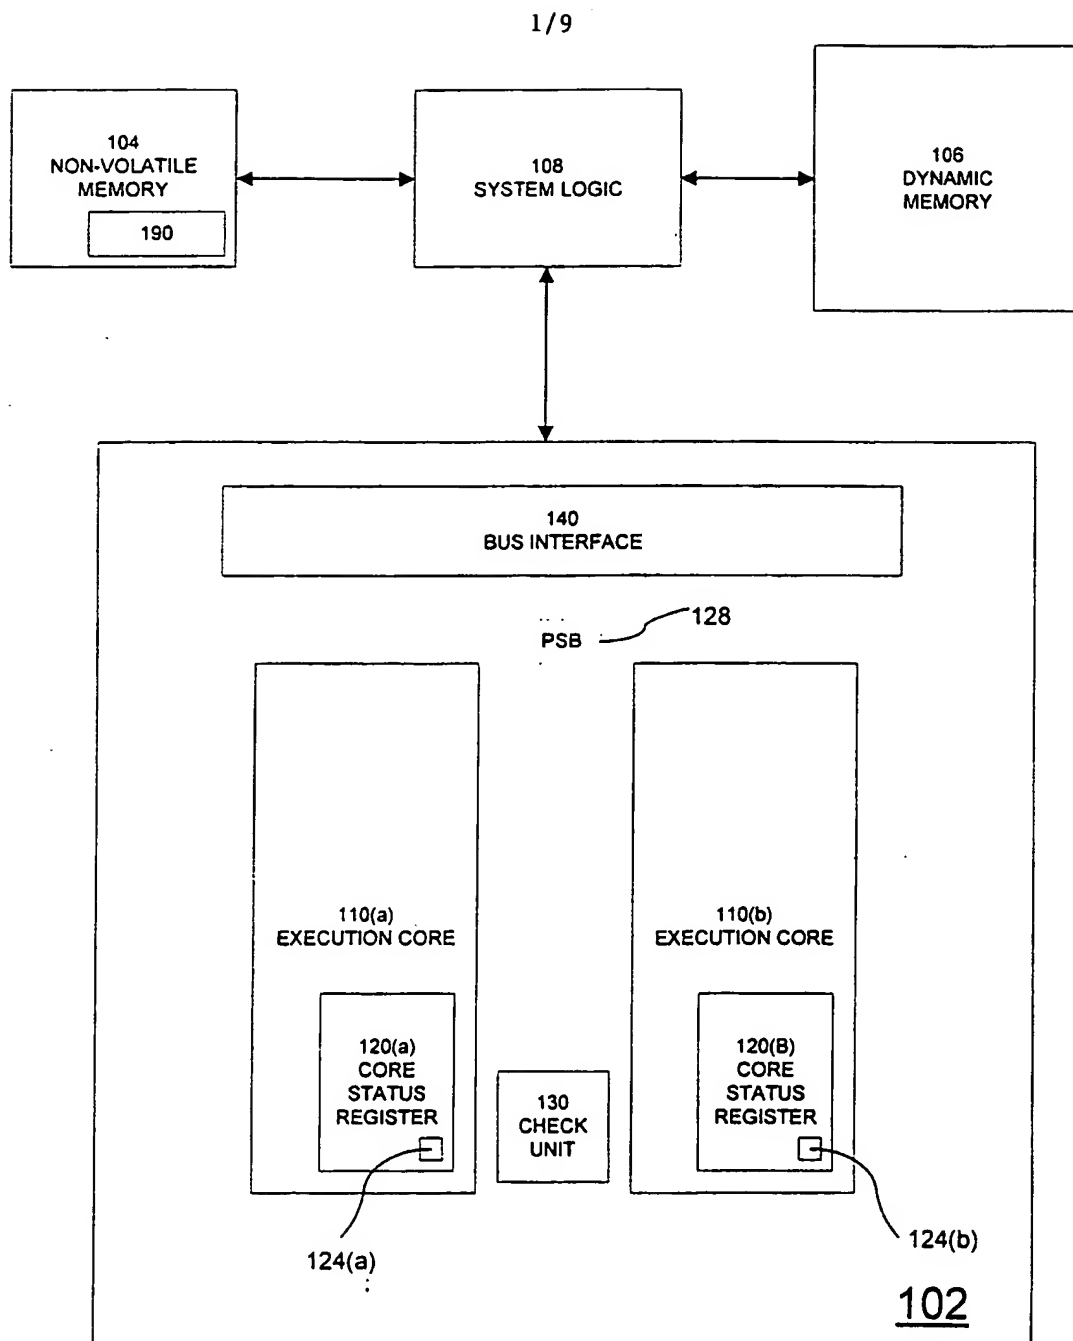 1/9
104
NON-VOLATILE
MEMORY
190
108
SYSTEM LOGIC
106
DYNAMIC
MEMORY
140
BUS INTERFACE
PSB
128
110(a)
EXECUTION CORE
110(b)
EXECUTION CORE
120(a)
CORE
STATUS
REGISTER
130
CHECK
UNIT
120(B)
CORE
STATUS
REGISTER
124(a)
124(b)
102